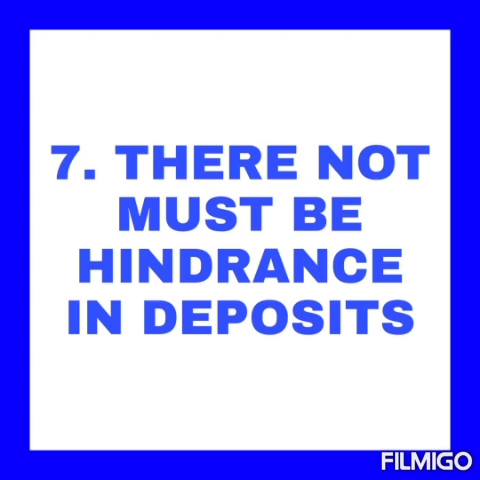 7. THERE NOT
MUST BE
HINDRANCE
IN DEPOSITS
FILMIGO